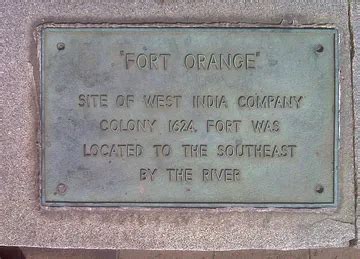 "FORT ORANGE"
SITE OF WEST INDIA COMPANY
COLONY 1624. FORT WAS
LOCATED TO THE SOUTHEAST
BY THE RIVER